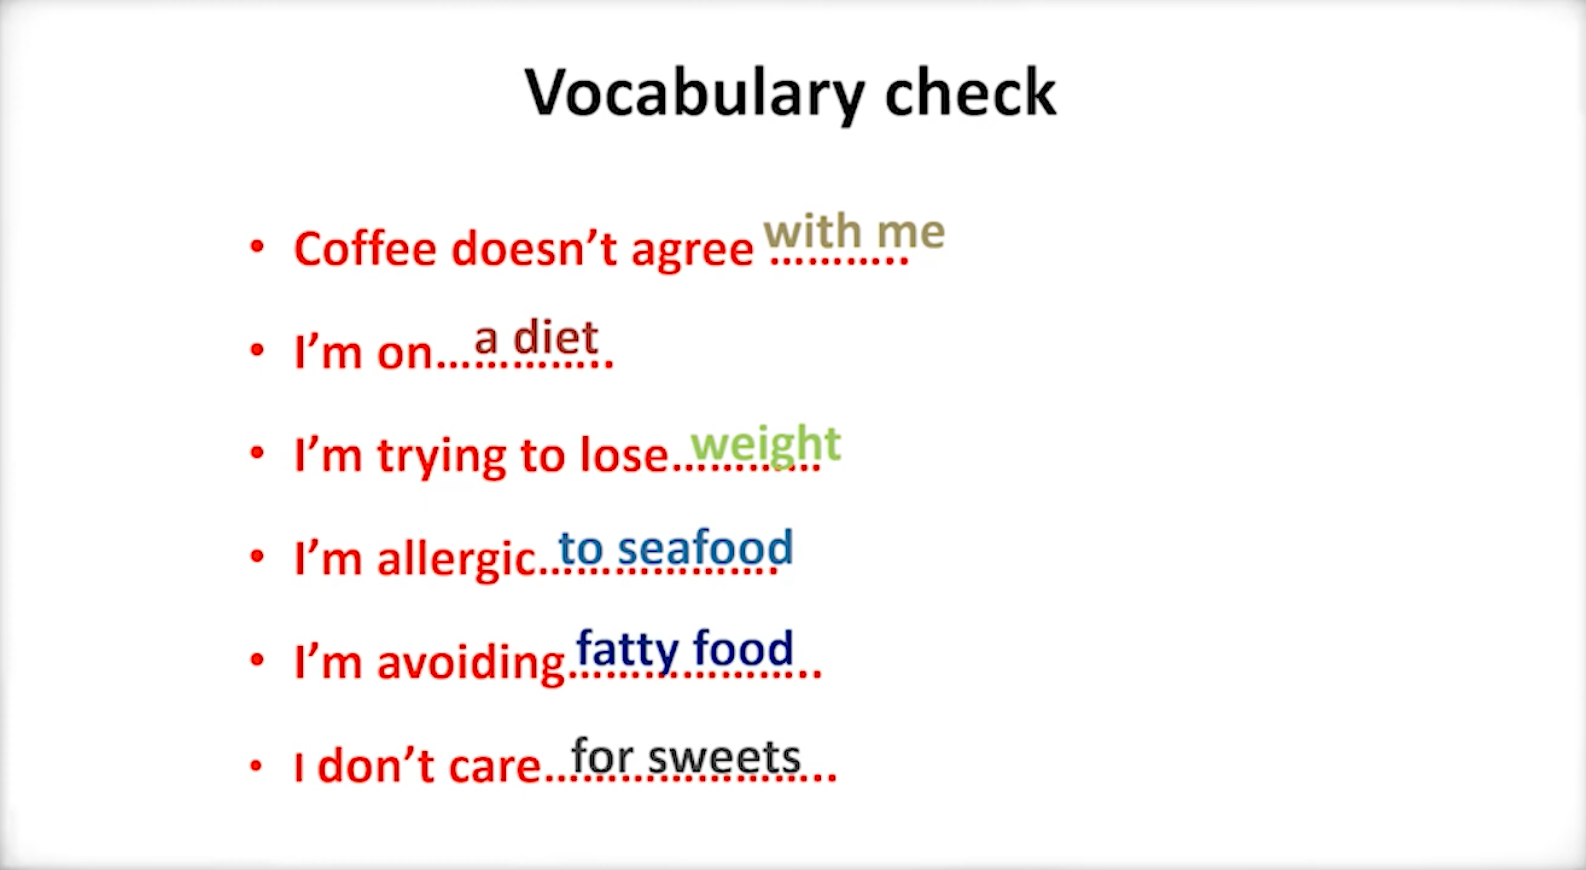 Vocabulary check
• Coffee doesn’t agree with me ...........
• I’m on... a diet ............
• I’m trying to lose... weight .........
• I’m allergic.. to seafood .................
• I’m avoiding. fatty food ...................
• I don’t care... for sweets ..................